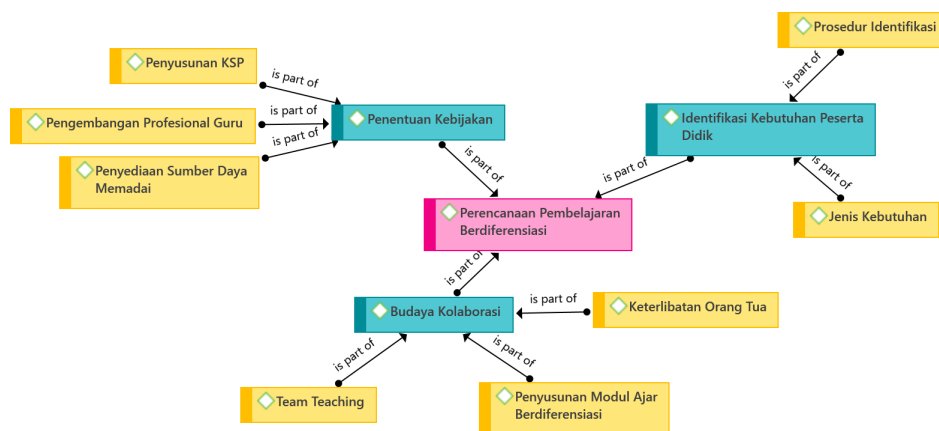 Prosedur Identifikasi
is part of
Penyusunan KSP
is part of
Pengembangan Profesional Guru
is part of
Penentuan Kebijakan
is part of
Penyediaan Sumber Daya
Memadai
Identifikasi Kebutuhan Peserta
Didik
is part of
is part of
is part of
Jenis Kebutuhan
Perencanaan Pembelajaran
Berdiferensiasi
is part of
Budaya Kolaborasi
is part of
Keterlibatan Orang Tua
is part of
is part of
Team Teaching
Penyusunan Modul Ajar
Berdiferensiasi